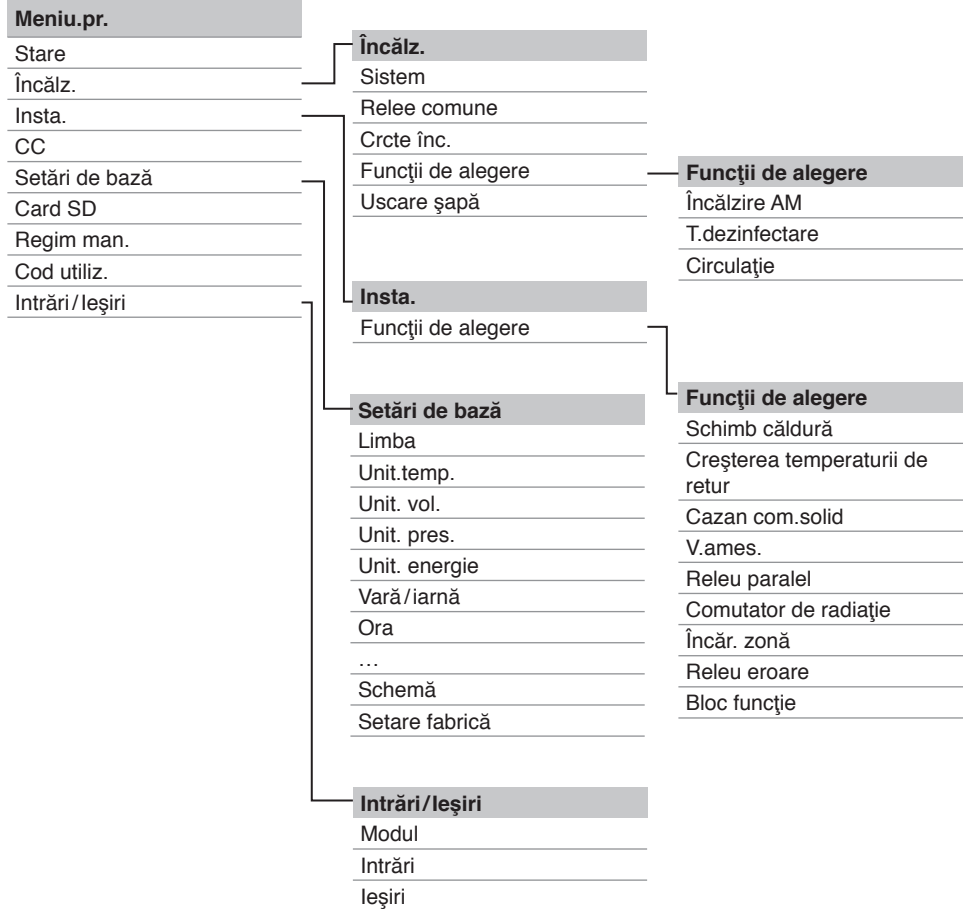 Meniu.pr.
Stare
Încălz.
Insta.
CC
Setări de bază
Card SD
Regim man.
Cod utiliz.
Intrări/Ieşiri
Încălz.
Sistem
Relee comune
Crcte înc.
Funcţii de alegere
Uscare şapă
Funcţii de alegere
Încălzire AM
T.dezinfectare
Circulaţie
Insta.
Funcţii de alegere
Funcţii de alegere
Schimb căldură
Creşterea temperaturii de
retur
Cazan com.solid
V.ames.
Releu paralel
Comutator de radiaţie
Încăr. zonă
Releu eroare
Bloc funcţie
Setări de bază
Limba
Unit.temp.
Unit. vol.
Unit. pres.
Unit. energie
Vară/iarnă
Ora
…
Schemă
Setare fabrică
Intrări/Ieşiri
Modul
Intrări
Ieşiri